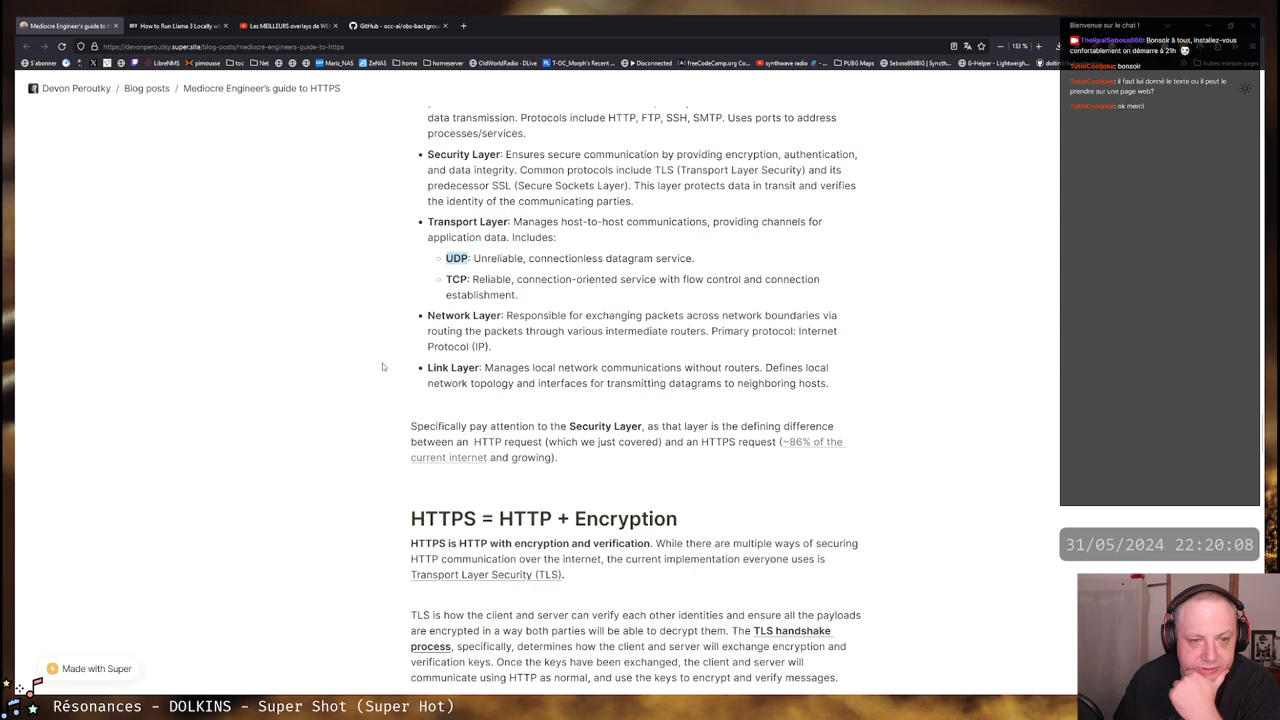 Mediocre Engineer's guide to H
How to Run Llama 3 Locally w
Les MEILLEURS overlays de WE
GitHub - occ-ai/obs-backgroun
https://devonperoutky.super.site/blog-posts/mediocre-engineers-guide-to-https
133 %
S'abonner
LibreNMS
pimousse
toc
Net
Maris_NAS
ZeNAS
home
homeserver
OldWorldRadio - DLive
T-OC_Morph's Recent
DecentPush
freeCodeCamp.org
synthwave radio
PUBG Maps
Seboss666BIG | Synchth
G-Helper - Lightweigh
Autres marque-pages
Devon Peroutky / Blog posts / Mediocre Engineer's guide to HTTPS
data transmission. Protocols include HTTP, FTP, SSH, SMTP. Uses ports to address
processes/services.
• Security Layer: Ensures secure communication by providing encryption, authentication,
and data integrity. Common protocols include TLS (Transport Layer Security) and its
predecessor SSL (Secure Sockets Layer). This layer protects data in transit and verifies
the identity of the communicating parties.
• Transport Layer: Manages host-to-host communications, providing channels for
application data. Includes:
○ UDP: Unreliable, connectionless datagram service.
○ TCP: Reliable, connection-oriented service with flow control and connection
establishment.
• Network Layer: Responsible for exchanging packets across network boundaries via
routing the packets through various intermediate routers. Primary protocol: Internet
Protocol (IP).
• Link Layer: Manages local network communications without routers. Defines local
network topology and interfaces for transmitting datagrams to neighboring hosts.
Specifically pay attention to the Security Layer, as that layer is the defining difference
between an HTTP request (which we just covered) and an HTTPS request (~86% of the
current internet and growing).
HTTPS = HTTP + Encryption
HTTPS is HTTP with encryption and verification. While there are multiple ways of securing
HTTP communication over the internet, the current implementation everyone uses is
Transport Layer Security (TLS).
TLS is how the client and server can verify each other identities and ensure all the payloads
are encrypted in a way both parties will be able to decrypt them. The TLS handshake
process, specifically, determines how the client and server will exchange encryption and
verification keys. Once the keys have been exchanged, the client and server will
communicate using HTTP as normal, and use the keys to encrypt and verify messages.
Made with Super
Bienvenue sur le chat !
TheRealSeboss666: Bonsoir à tous, installez-vous
confortablement on démarre à 21h
TutioCooljoke: bonsoir
TutioCooljoke: il faut lui donné le texte ou il peut le
prendre sur une page web?
TutioCooljoke: ok merci
31/05/2024 22:20:08
Résonances - DOLKINS - Super Shot (Super Hot)